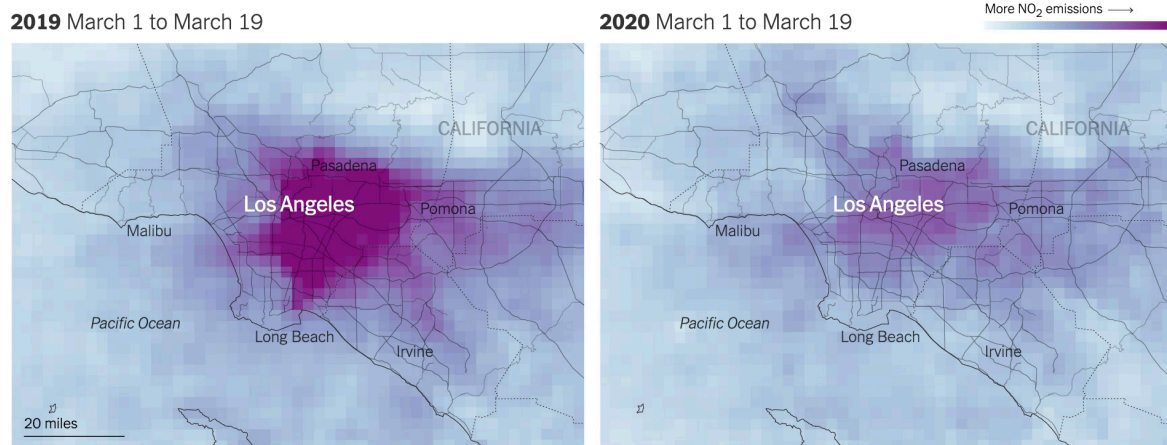 2019 March 1 to March 19
2020 March 1 to March 19
More NO₂ emissions ⟶
CALIFORNIA
Pasadena
Los Angeles
Pomona
Malibu
Pacific Ocean
Long Beach
Irvine
20 miles
CALIFORNIA
Pasadena
Los Angeles
Pomona
Malibu
Pacific Ocean
Long Beach
Irvine